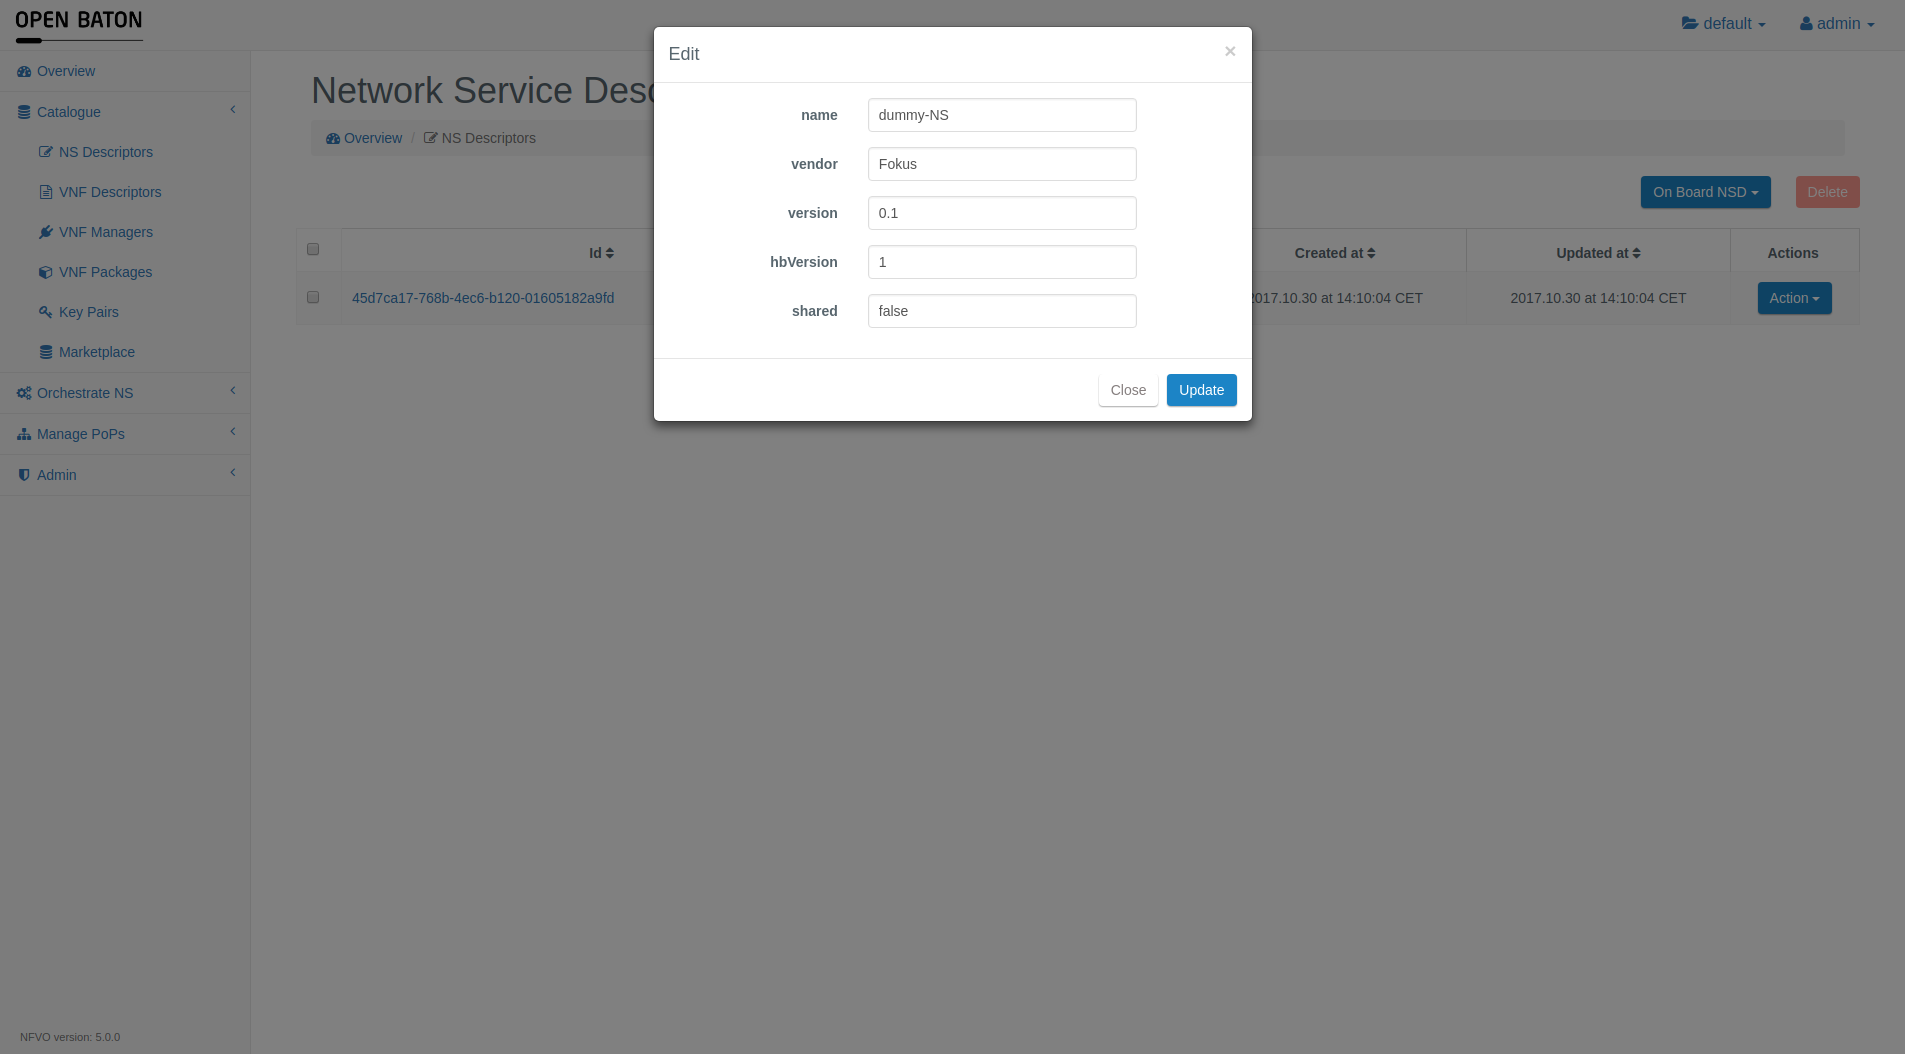 OPEN BATON
default
admin
Overview
Catalogue
NS Descriptors
VNF Descriptors
VNF Managers
VNF Packages
Key Pairs
Marketplace
Orchestrate NS
Manage PoPs
Admin
NFVO version: 5.0.0
Network Service Desc
Overview / NS Descriptors
On Board NSD
Delete
Id Created at Updated at Actions
45d7ca17-768b-4ec6-b120-01605182a9fd 2017.10.30 at 14:10:04 CET 2017.10.30 at 14:10:04 CET Action
Edit ×
name dummy-NS
vendor Fokus
version 0.1
hbVersion 1
shared false
Close Update